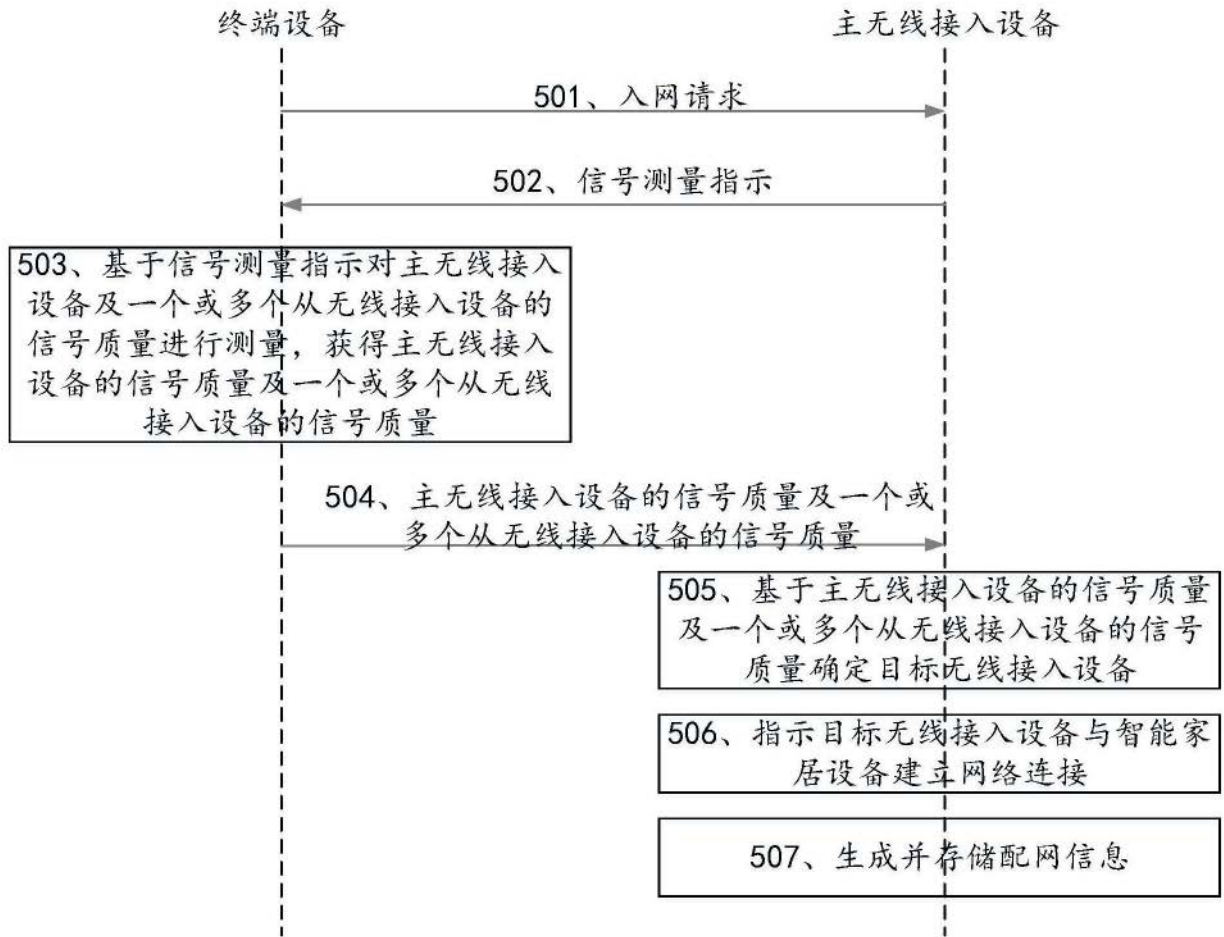 终端设备
主无线接入设备
501、入网请求
502、信号测量指示
503、基于信号测量指示对主无线接入
设备及一个或多个从无线接入设备的
信号质量进行测量，获得主无线接入
设备的信号质量及一个或多个从无线
接入设备的信号质量
504、主无线接入设备的信号质量及一个或
多个从无线接入设备的信号质量
505、基于主无线接入设备的信号质量
及一个或多个从无线接入设备的信号
质量确定目标无线接入设备
506、指示目标无线接入设备与智能家
居设备建立网络连接
507、生成并存储配网信息